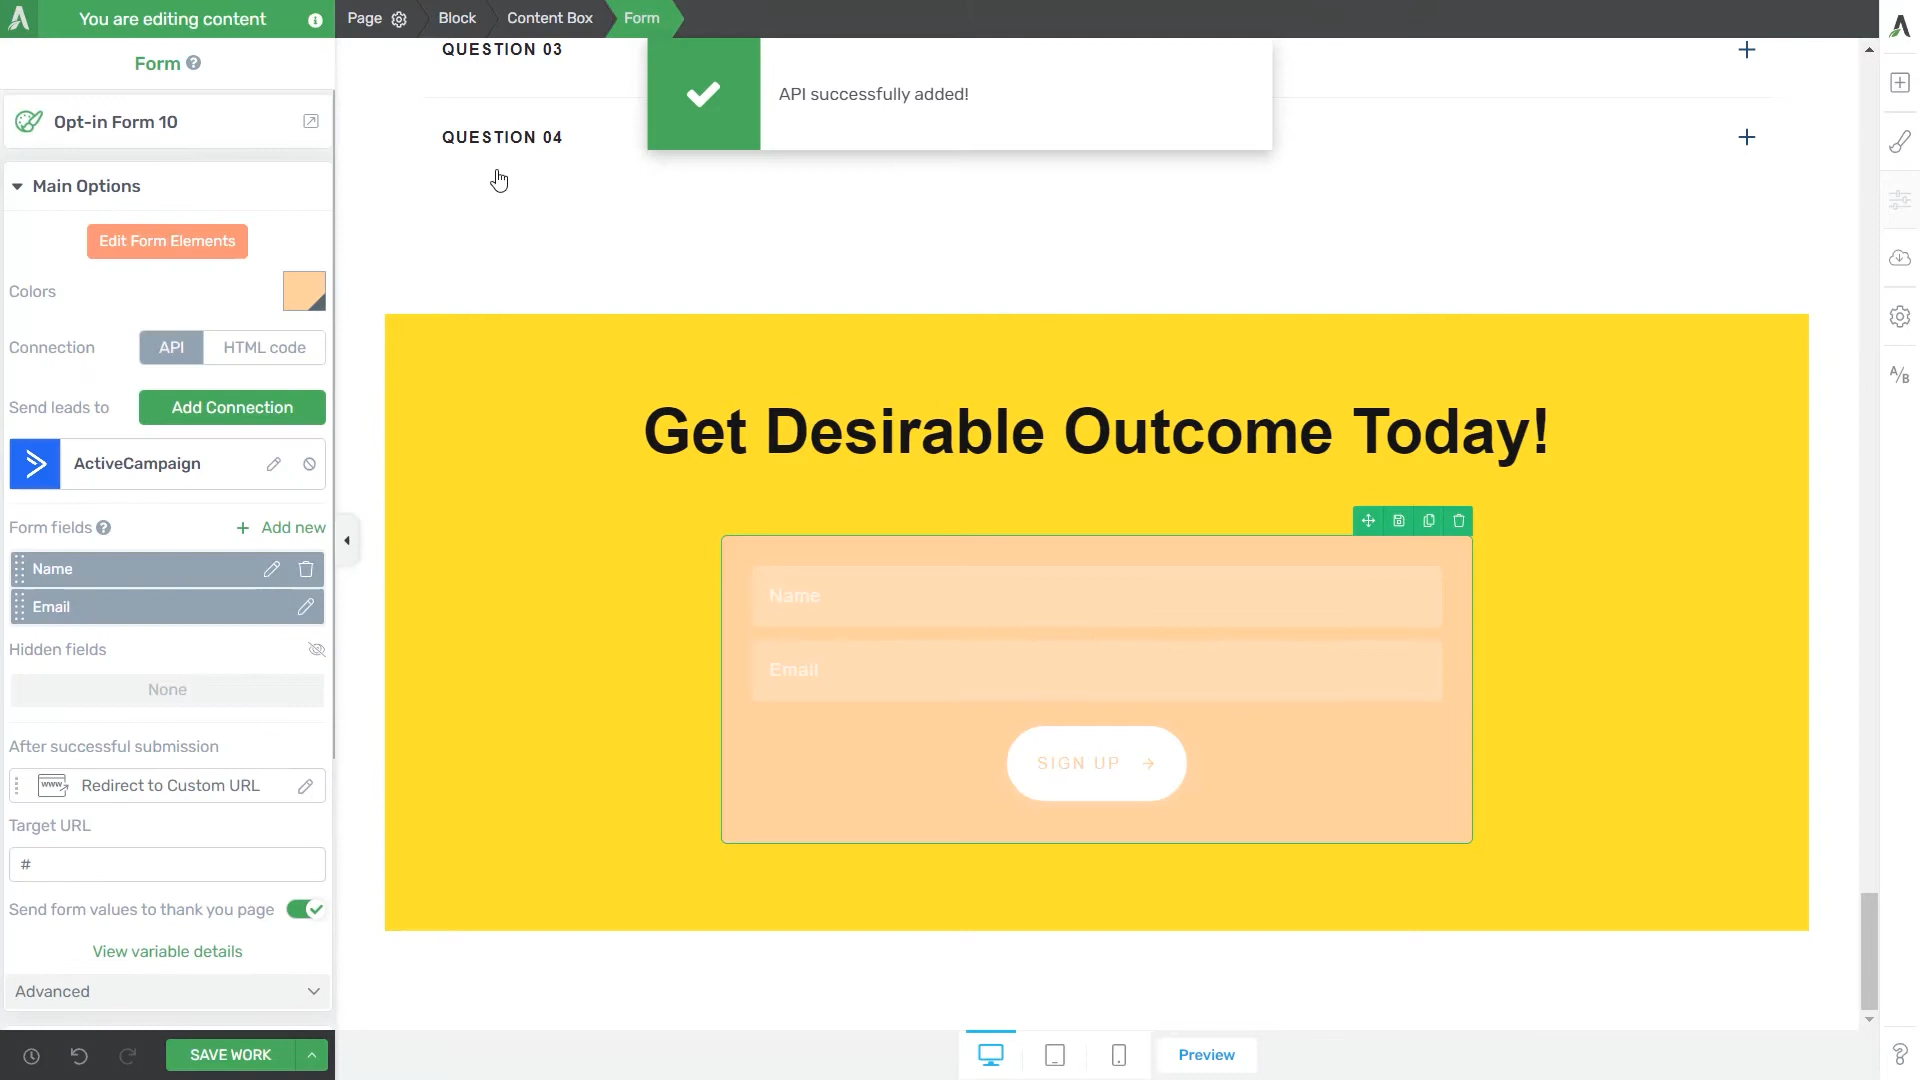 You are editing content
Page
Block
Content Box
Form
Form
Opt-in Form 10
Main Options
Edit Form Elements
Colors
Connection
API
HTML code
Send leads to
Add Connection
ActiveCampaign
Form fields
+ Add new
Name
Email
Hidden fields
None
After successful submission
www
Redirect to Custom URL
Target URL
#
Send form values to thank you page
View variable details
Advanced
SAVE WORK
QUESTION 03
API successfully added!
QUESTION 04
Get Desirable Outcome Today!
Name
Email
SIGN UP
Preview
A/B